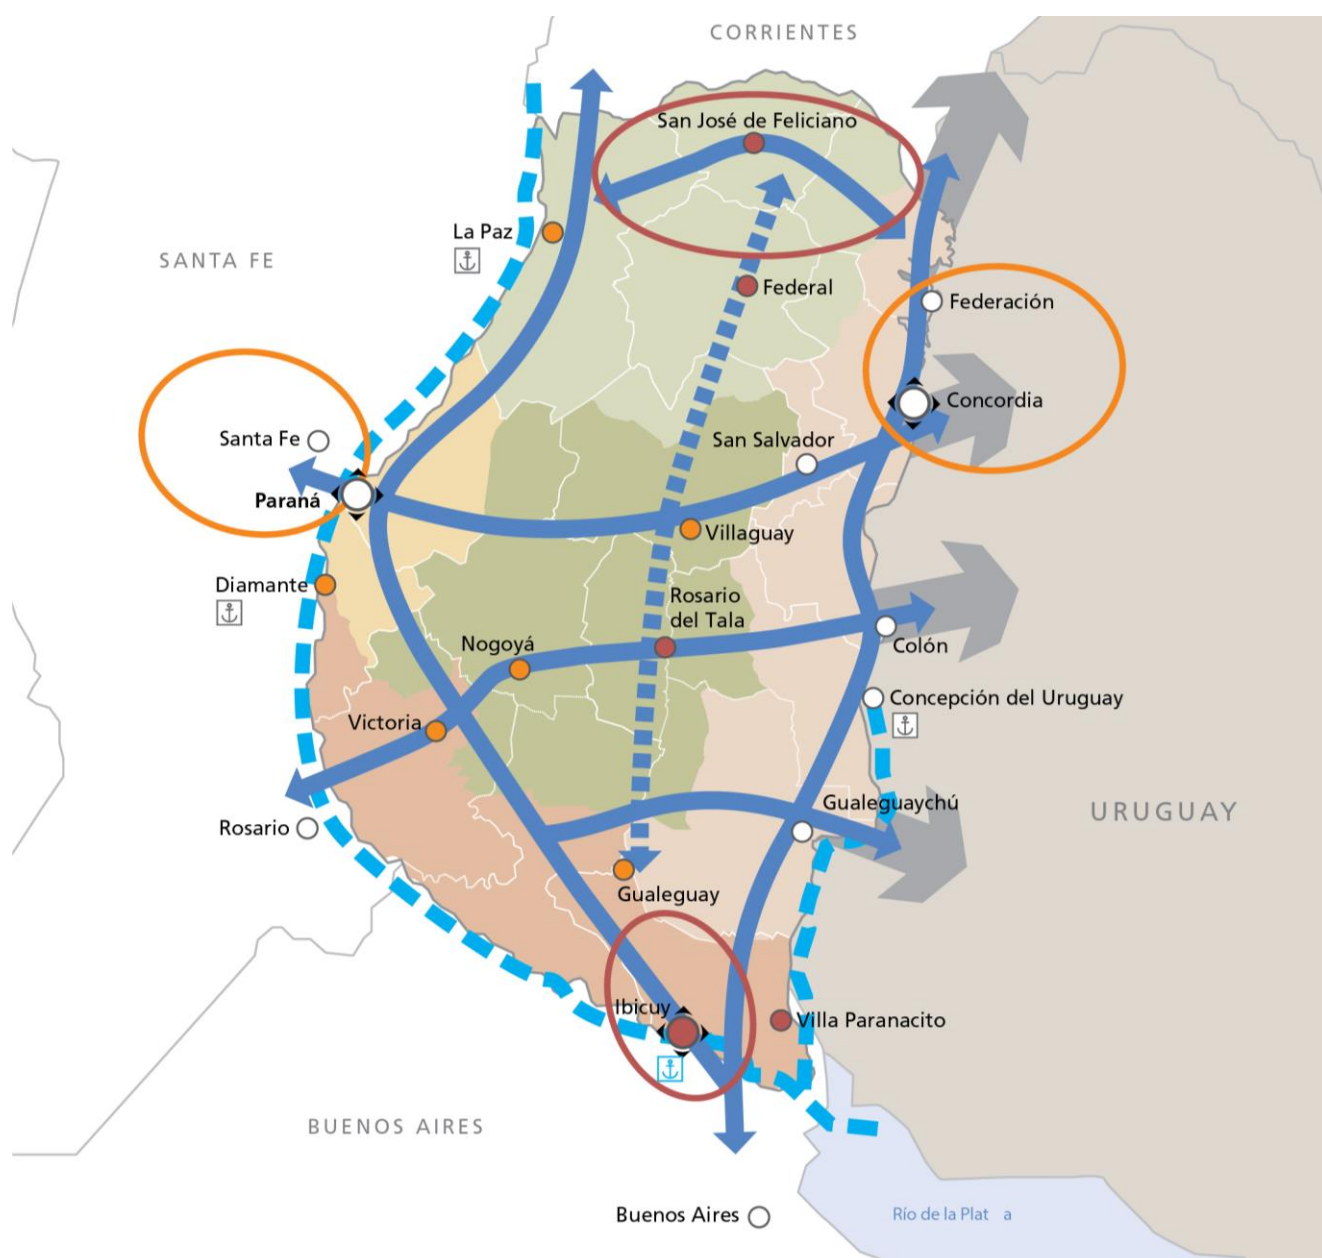 CORRIENTES
San José de Feliciano
La Paz
SANTA FE
Federal
Federación
Concordia
Santa Fe
San Salvador
Paraná
Villaguay
Diamante
Rosario
del Tala
Nogoyá
Colón
Concepción del Uruguay
Victoria
Gualeguaychú
URUGUAY
Rosario
Gualeguay
Ibicuy
Villa Paranacito
BUENOS AIRES
Buenos Aires
Río de la Plat a